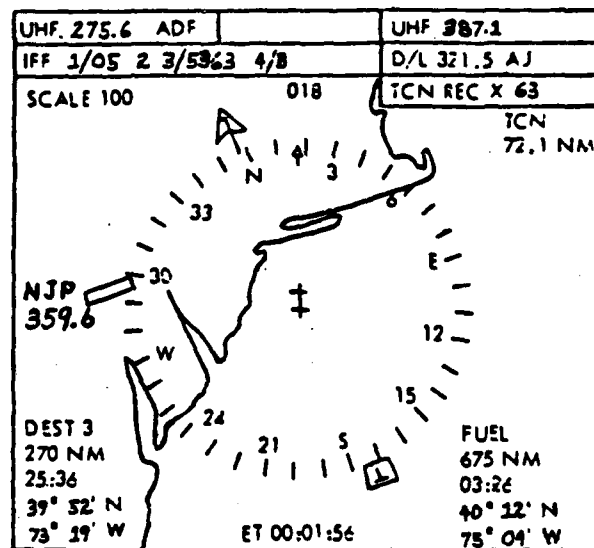 UHF 275.6 ADF
UHF 387.1
IFF 1/05 2 3/5363 4/B
D/L 321.5 AJ
SCALE 100
018
TCN REC X 63
TCN
72.1 NM
N
3
33
6
E
30
NJP
359.6
12
W
15
24
21
S
1
DEST 3
270 NM
25:36
39° 52' N
73° 19' W
FUEL
675 NM
03:26
40° 12' N
75° 04' W
ET 00:01:56